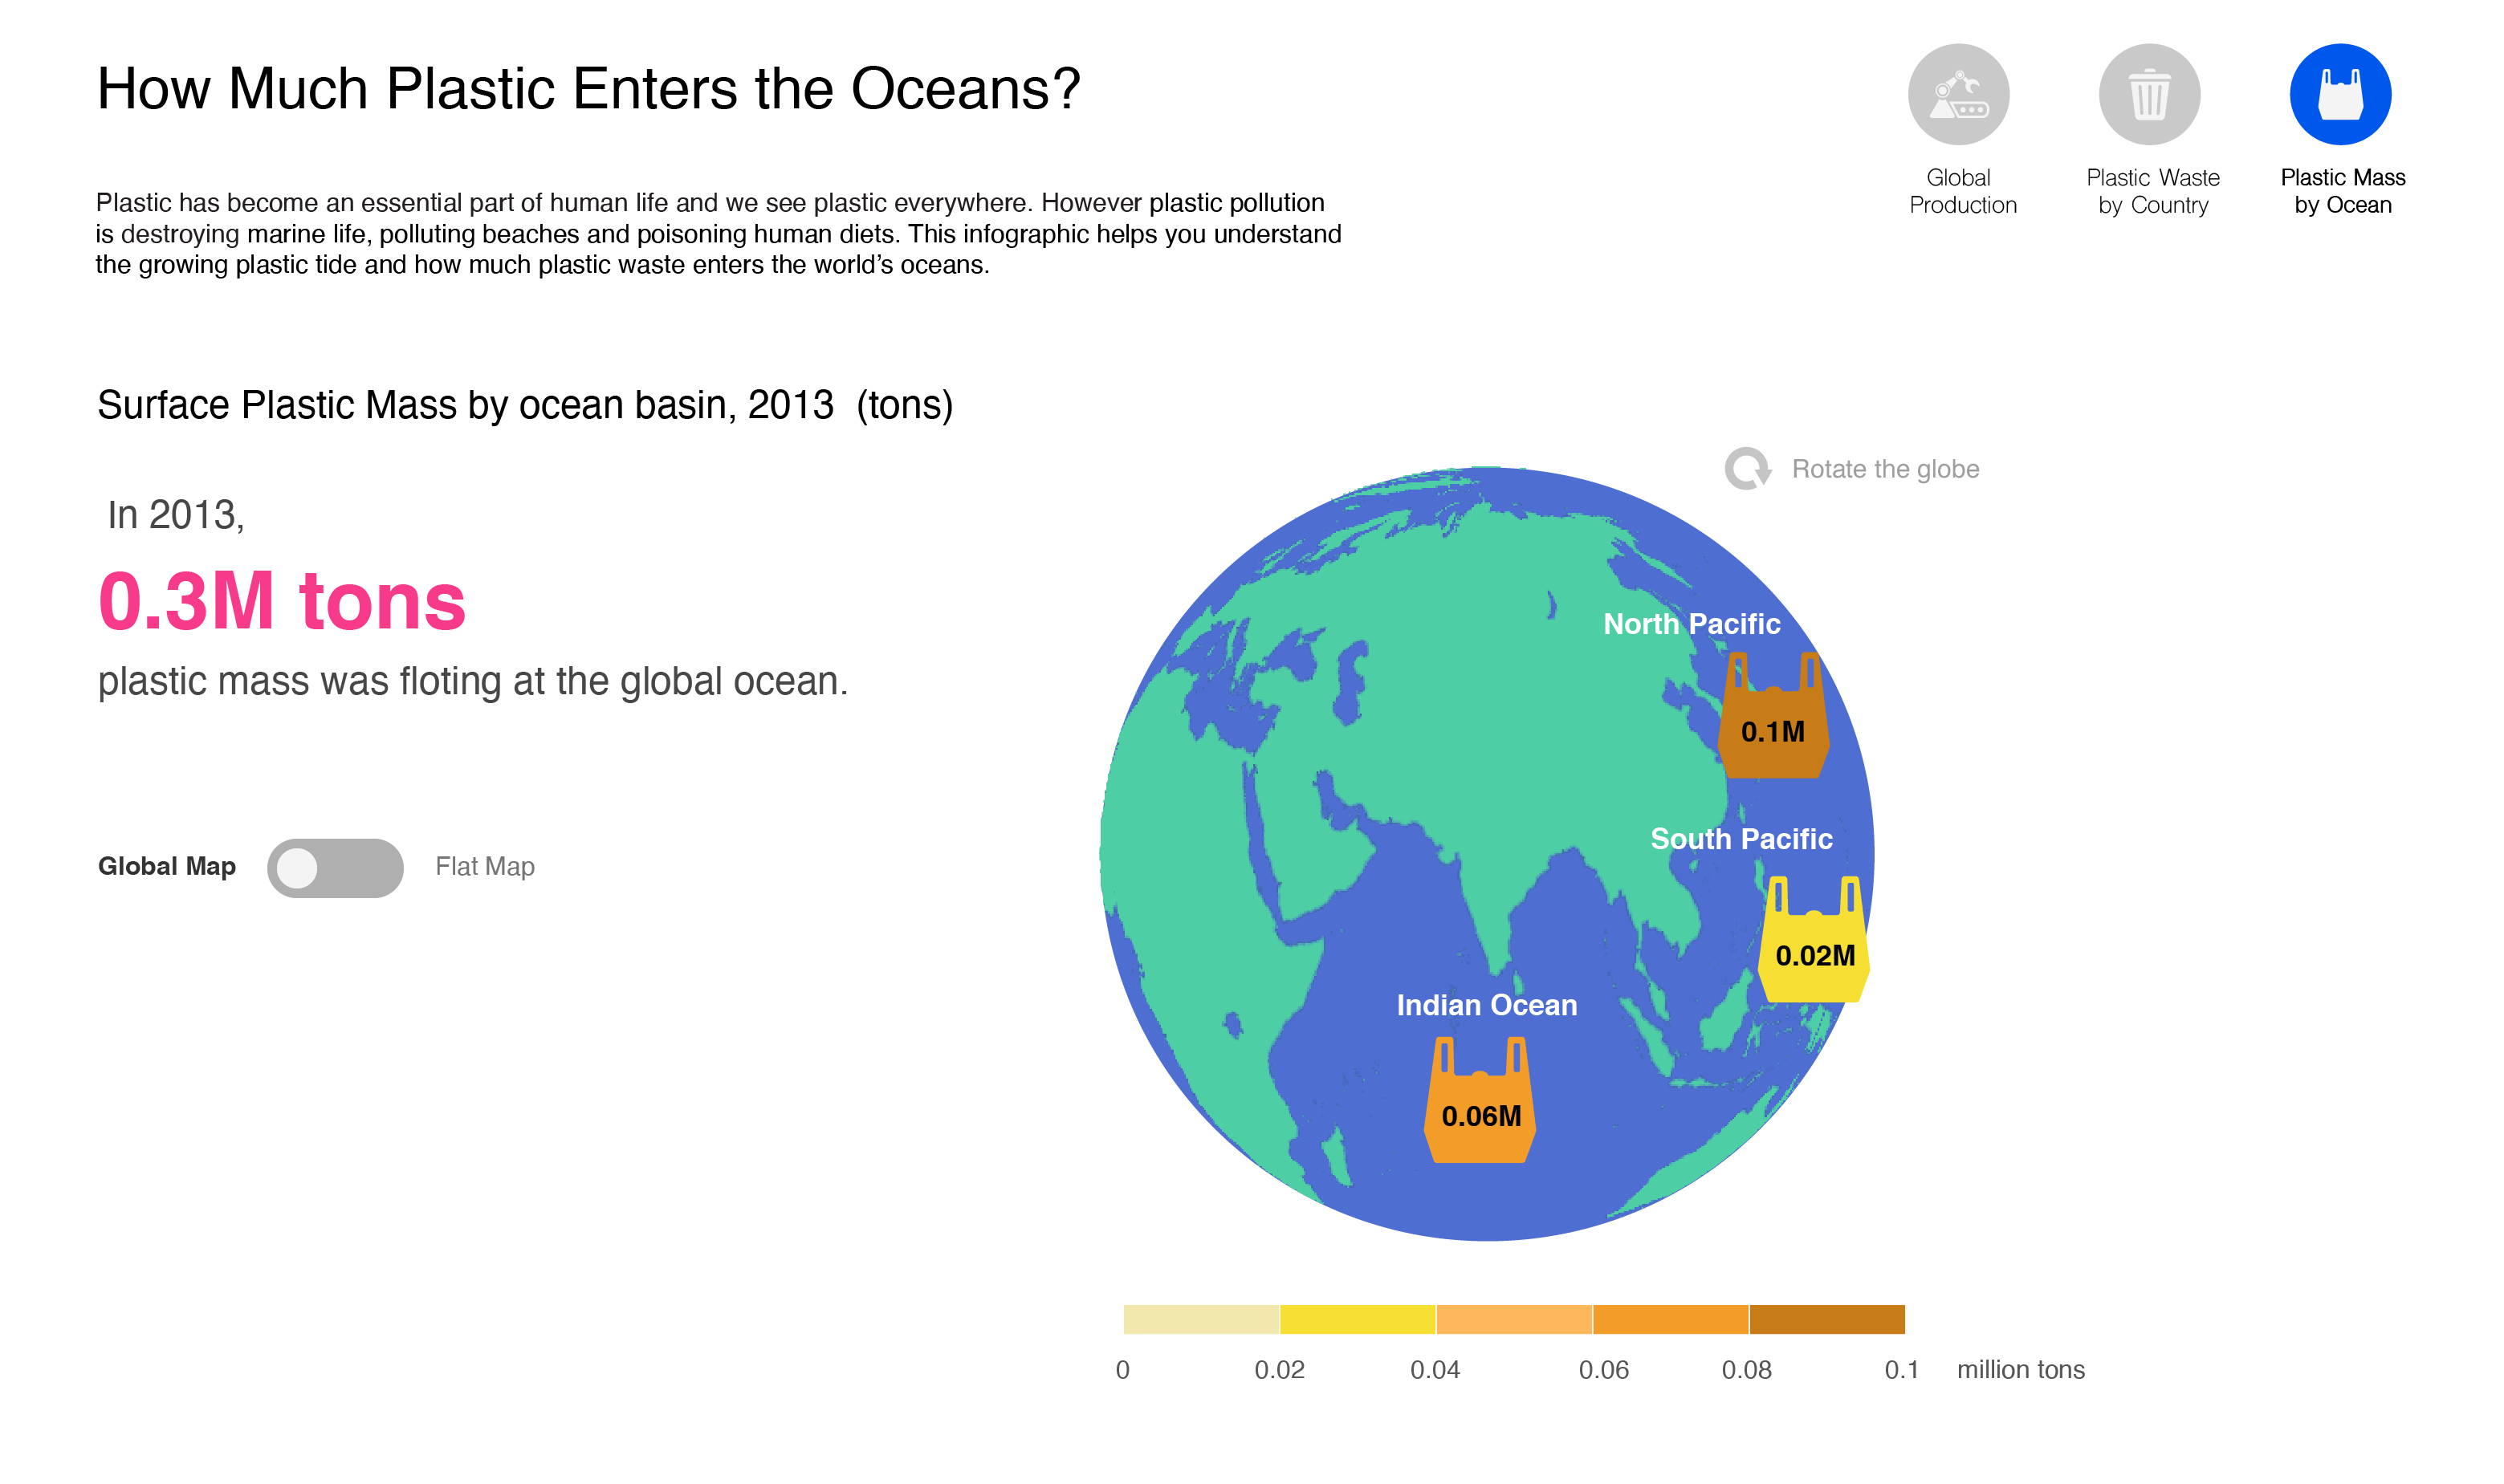 How Much Plastic Enters the Oceans?
Plastic has become an essential part of human life and we see plastic everywhere. However plastic pollution
is destroying marine life, polluting beaches and poisoning human diets. This infographic helps you understand
the growing plastic tide and how much plastic waste enters the world’s oceans.
Global
Production
Plastic Waste
by Country
Plastic Mass
by Ocean
Surface Plastic Mass by ocean basin, 2013 (tons)
In 2013,
0.3M tons
plastic mass was floting at the global ocean.
Global Map
Flat Map
Rotate the globe
North Pacific
0.1M
South Pacific
0.02M
Indian Ocean
0.06M
0 0.02 0.04 0.06 0.08 0.1 million tons